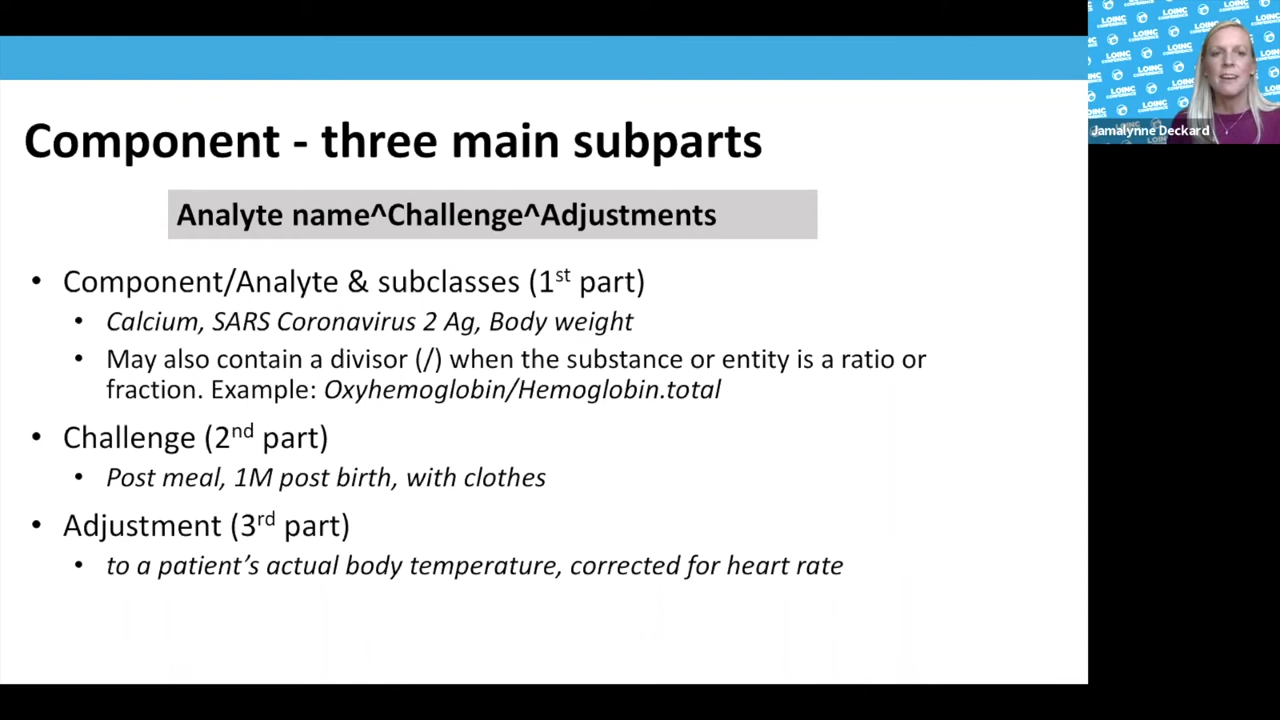 Component - three main subparts
Analyte name^Challenge^Adjustments
• Component/Analyte & subclasses (1st part)
• Calcium, SARS Coronavirus 2 Ag, Body weight
• May also contain a divisor (/) when the substance or entity is a ratio or
fraction. Example: Oxyhemoglobin/Hemoglobin.total
• Challenge (2nd part)
• Post meal, 1M post birth, with clothes
• Adjustment (3rd part)
• to a patient’s actual body temperature, corrected for heart rate
LOINC
CONFERENCE
Jamalynne Deckard